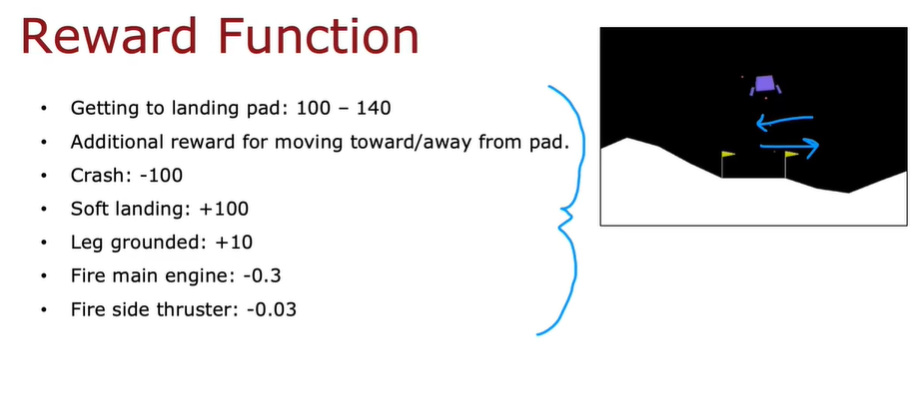 Reward Function
• Getting to landing pad: 100 – 140
• Additional reward for moving toward/away from pad.
• Crash: -100
• Soft landing: +100
• Leg grounded: +10
• Fire main engine: -0.3
• Fire side thruster: -0.03